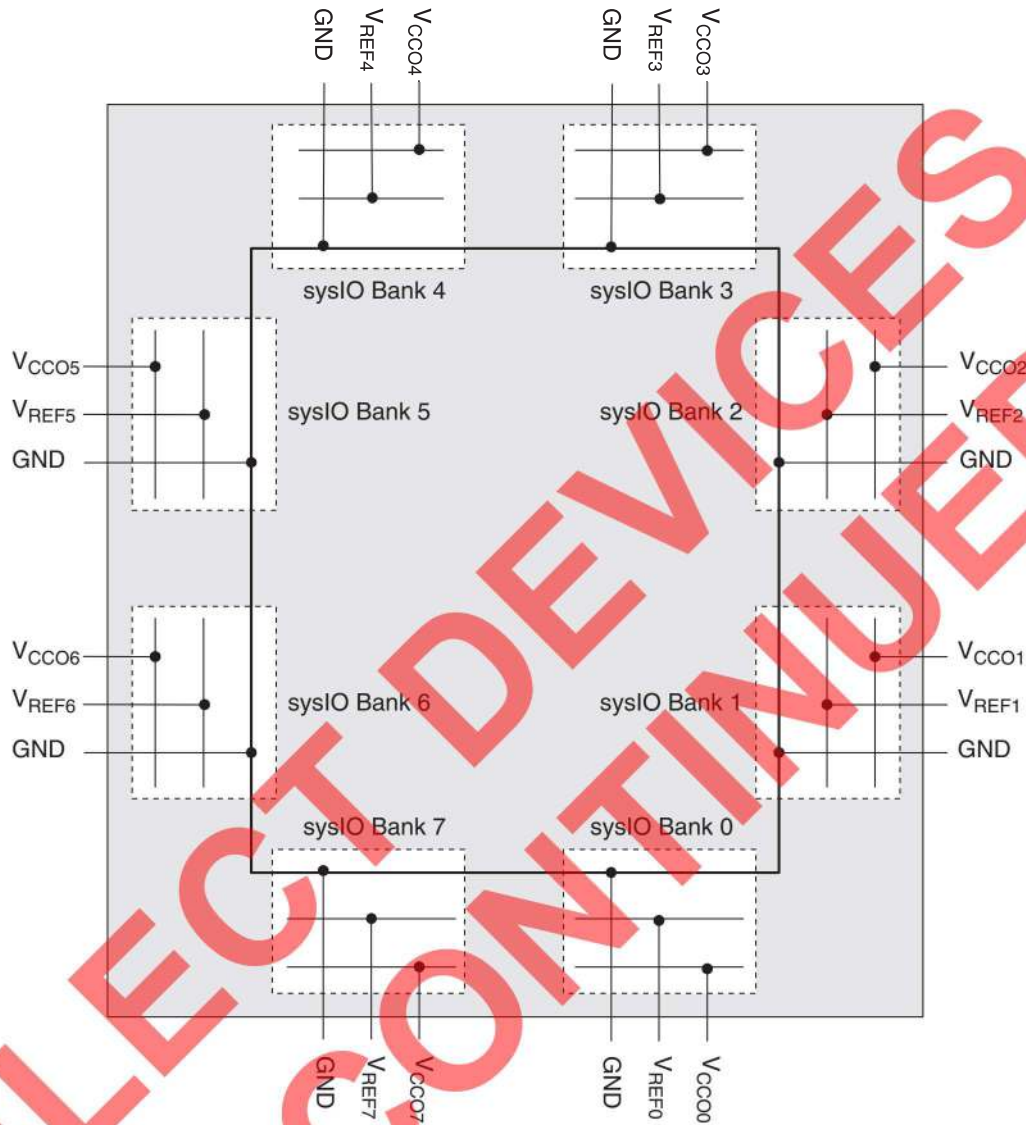 GND VREF4 VCCO4 GND VREF3 VCCO3
sysIO Bank 4 sysIO Bank 3
VCCO5 VCCO2
VREF5 sysIO Bank 5 sysIO Bank 2 VREF2
GND GND
VCCO6 VCCO1
VREF6 sysIO Bank 6 sysIO Bank 1 VREF1
GND GND
sysIO Bank 7 sysIO Bank 0
GND VREF7 VCCO7 GND VREF0 VCCO0
DEVICES